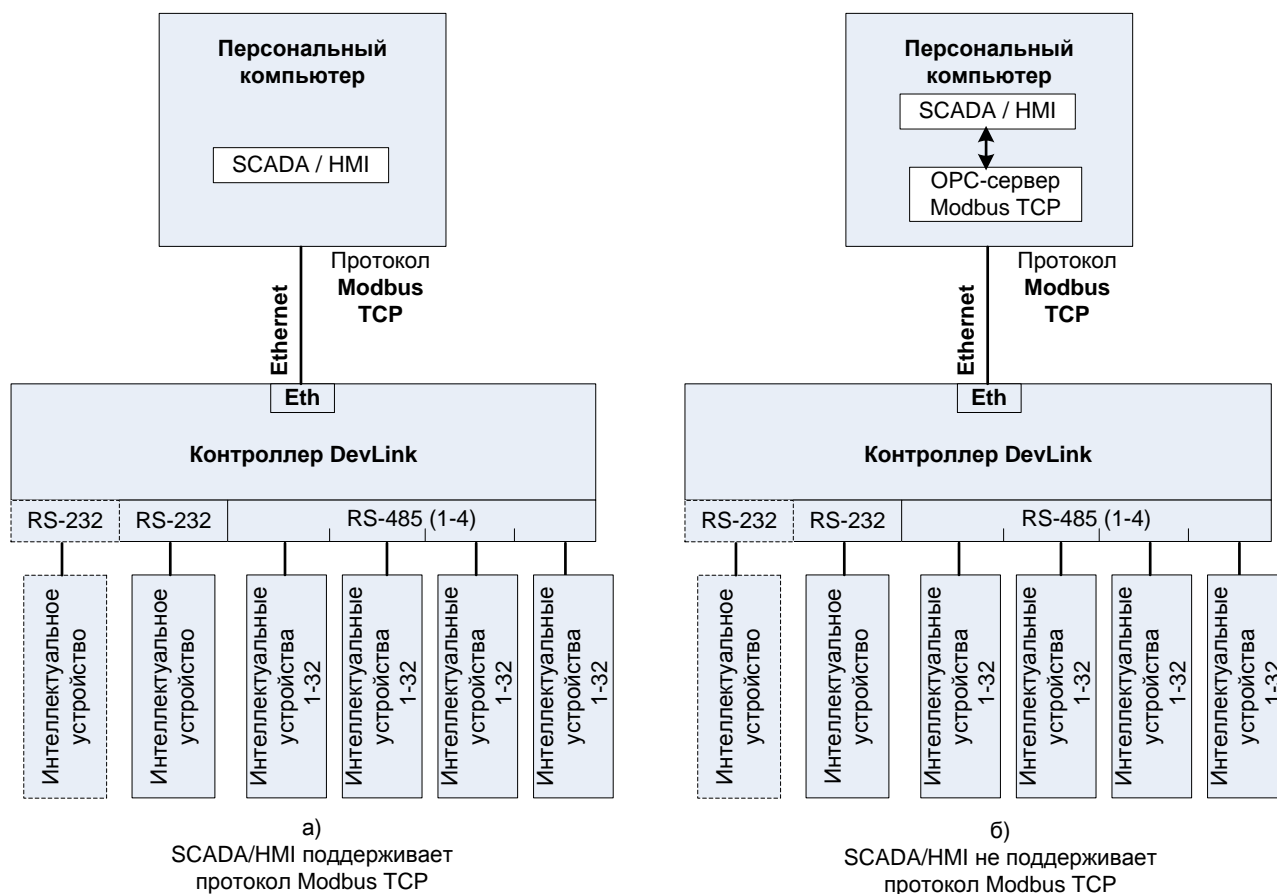 Персональный
компьютер
SCADA / HMI
Протокол
Modbus
TCP
Ethernet
Eth
Контроллер DevLink
RS-232
RS-232
RS-485 (1-4)
Интеллектуальное
устройство
Интеллектуальное
устройство
Интеллектуальные
устройства
1-32
Интеллектуальные
устройства
1-32
Интеллектуальные
устройства
1-32
Интеллектуальные
устройства
1-32
а)
SCADA/HMI поддерживает
протокол Modbus TCP
Персональный
компьютер
SCADA / HMI
OPC-сервер
Modbus TCP
Протокол
Modbus
TCP
Ethernet
Eth
Контроллер DevLink
RS-232
RS-232
RS-485 (1-4)
Интеллектуальное
устройство
Интеллектуальное
устройство
Интеллектуальные
устройства
1-32
Интеллектуальные
устройства
1-32
Интеллектуальные
устройства
1-32
Интеллектуальные
устройства
1-32
б)
SCADA/HMI не поддерживает
протокол Modbus TCP